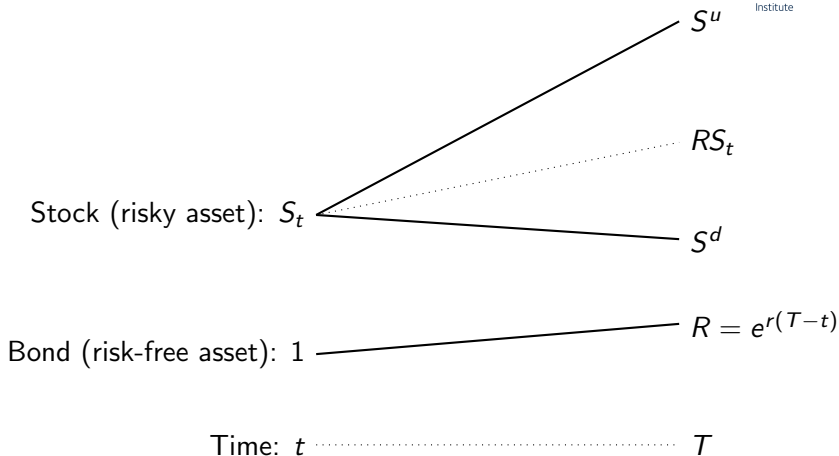 Institute
S^u
RS_t
Stock (risky asset): S_t
S^d
Bond (risk-free asset): 1
R = e^{r(T−t)}
Time: t
T